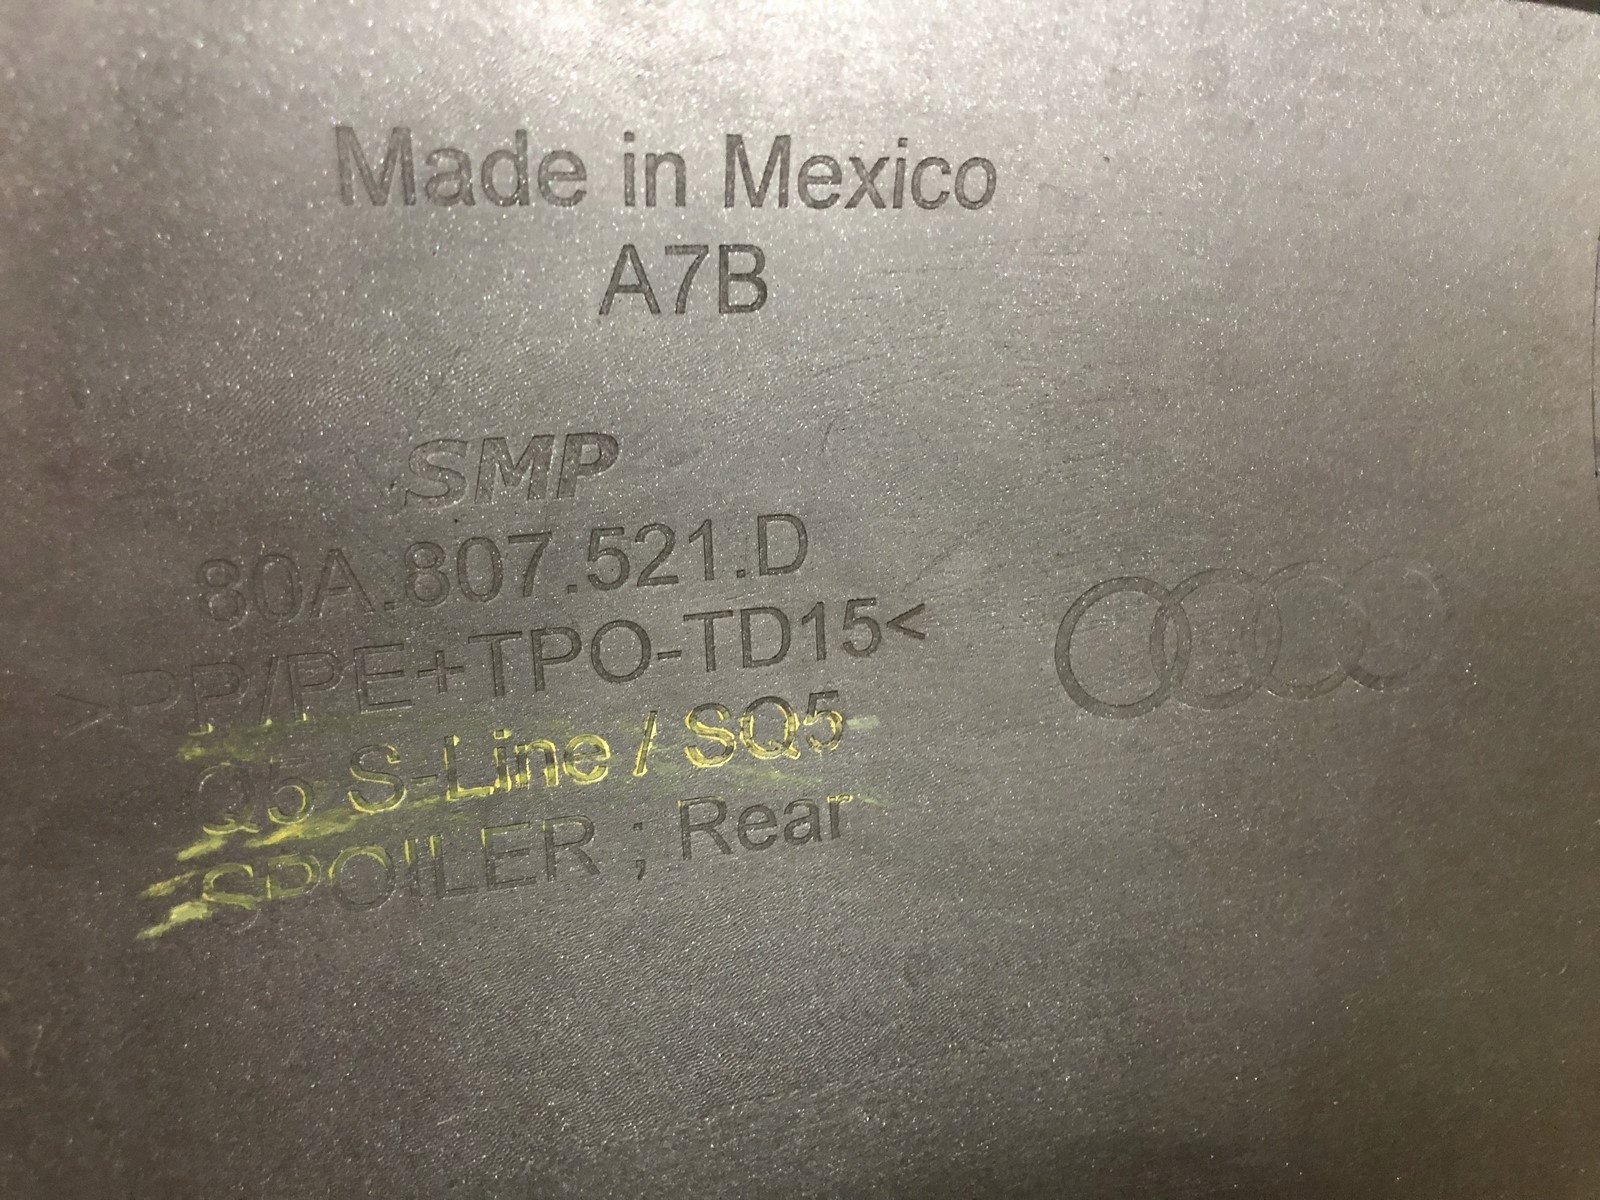 Made in Mexico
A7B
SMP
80A.807.521.D
>PP/PE+TPO-TD15<
Q5 S-Line / SQ5
SPOILER ; Rear